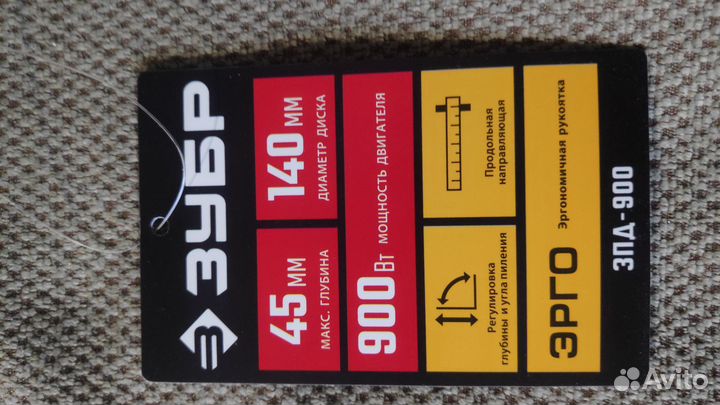 ЗУБР
45 ММ
МАКС. ГЛУБИНА
140 ММ
ДИАМЕТР ДИСКА
900 Вт МОЩНОСТЬ ДВИГАТЕЛЯ
Регулировка
глубины и угла пиления
Продольная
направляющая
ЭРГО Эргономичная рукоятка
ЗПД-900
Avito